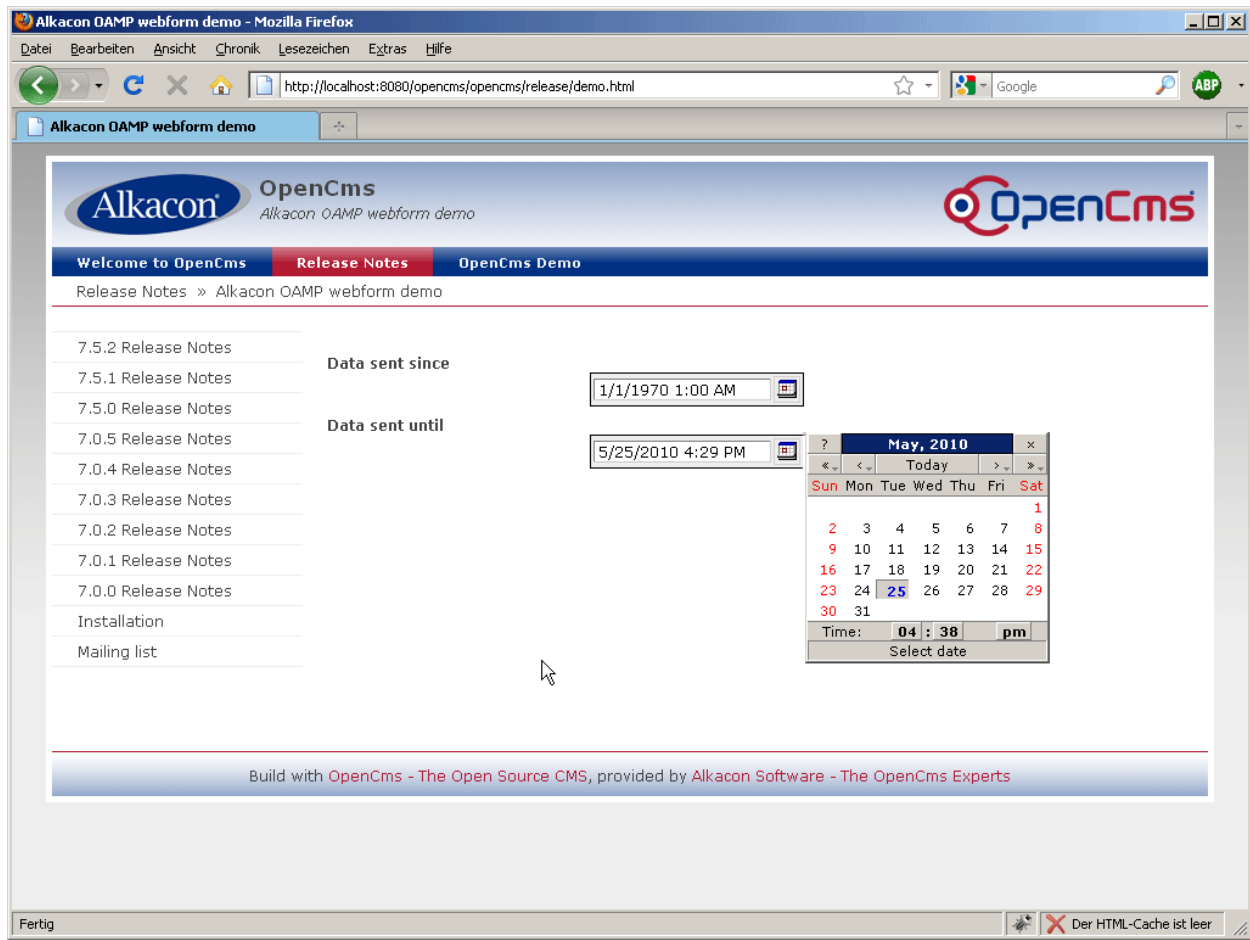 Alkacon OAMP webform demo - Mozilla Firefox
Datei Bearbeiten Ansicht Chronik Lesezeichen Extras Hilfe
http://localhost:8080/opencms/opencms/release/demo.html
Google
ABP
Alkacon OAMP webform demo
Alkacon
OpenCms
Alkacon OAMP webform demo
OpenCms
Welcome to OpenCms Release Notes OpenCms Demo
Release Notes » Alkacon OAMP webform demo
7.5.2 Release Notes
7.5.1 Release Notes
7.5.0 Release Notes
7.0.5 Release Notes
7.0.4 Release Notes
7.0.3 Release Notes
7.0.2 Release Notes
7.0.1 Release Notes
7.0.0 Release Notes
Installation
Mailing list
Data sent since
1/1/1970 1:00 AM
Data sent until
5/25/2010 4:29 PM
? May, 2010 ×
« ‹ Today › »
Sun Mon Tue Wed Thu Fri Sat
1
2 3 4 5 6 7 8
9 10 11 12 13 14 15
16 17 18 19 20 21 22
23 24 25 26 27 28 29
30 31
Time: 04 : 38 pm
Select date
Build with OpenCms - The Open Source CMS, provided by Alkacon Software - The OpenCms Experts
Fertig
Der HTML-Cache ist leer